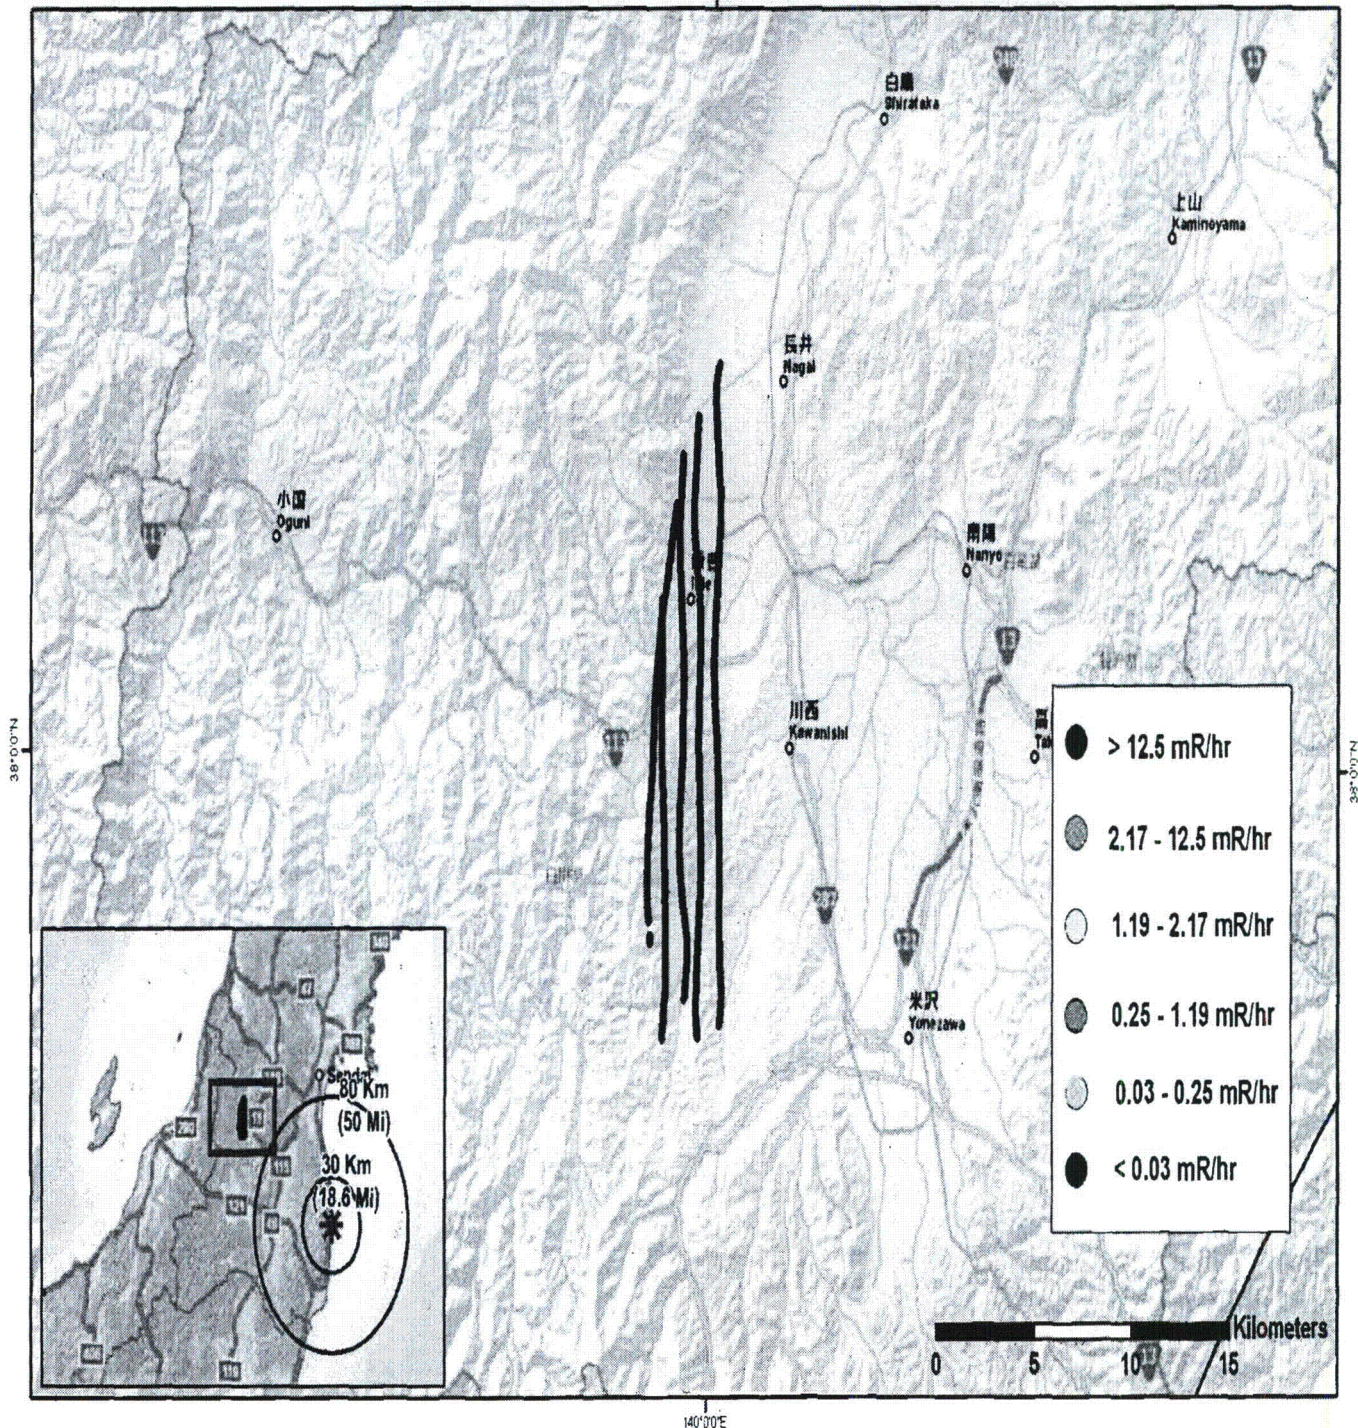 白鷹
Shirataka
上山
Kaminoyama
長井
Nagai
小国
Oguni
南陽
Nanyo
13
113
38°0'0"N
川西
Kawanishi
38°0'0"N
287
121
米沢
Yonezawa
> 12.5 mR/hr
2.17 - 12.5 mR/hr
1.19 - 2.17 mR/hr
0.25 - 1.19 mR/hr
0.03 - 0.25 mR/hr
< 0.03 mR/hr
Sendai
80 Km
(50 Mi)
30 Km
(18.6 Mi)
Kilometers
0 5 10 15
140°0'0"E